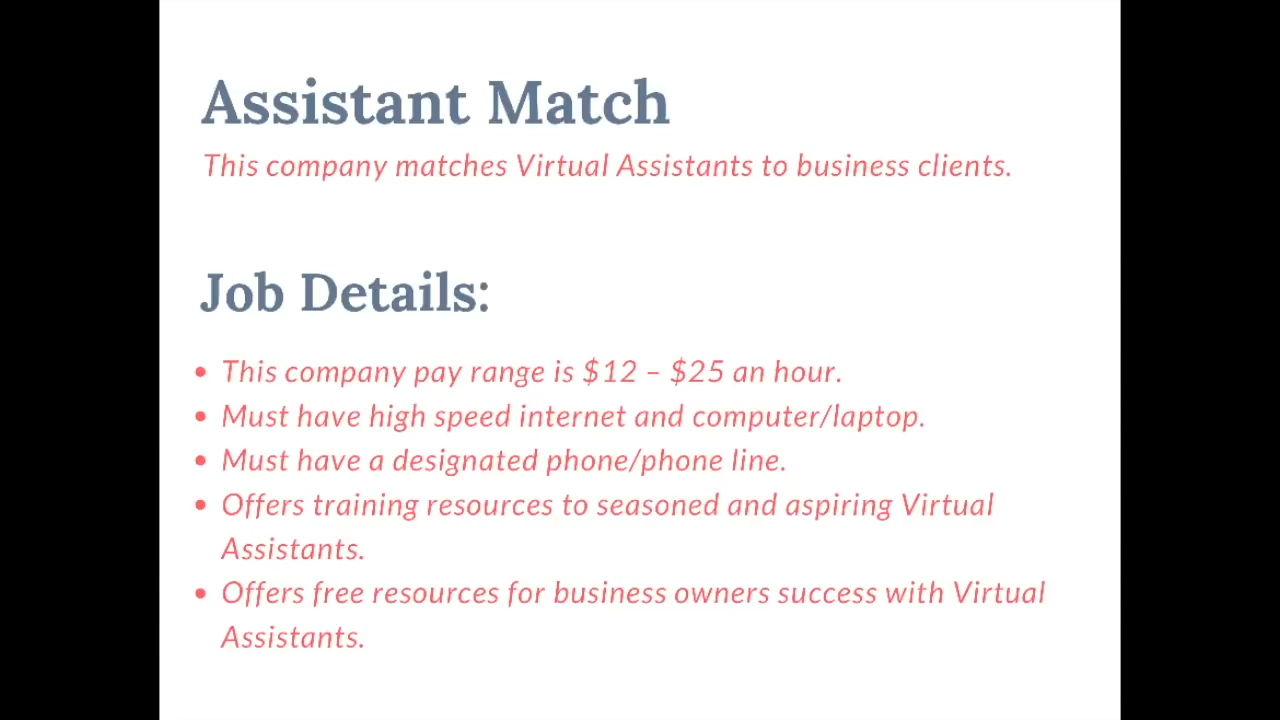 Assistant Match
This company matches Virtual Assistants to business clients.
Job Details:
• This company pay range is $12 – $25 an hour.
• Must have high speed internet and computer/laptop.
• Must have a designated phone/phone line.
• Offers training resources to seasoned and aspiring Virtual
Assistants.
• Offers free resources for business owners success with Virtual
Assistants.